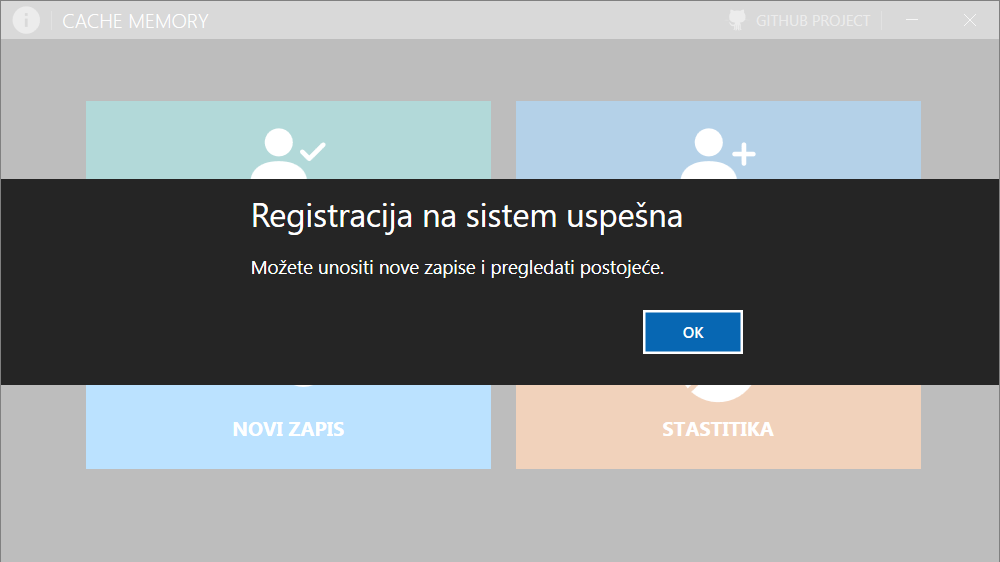 CACHE MEMORY
GITHUB PROJECT
Registracija na sistem uspešna
Možete unositi nove zapise i pregledati postojeće.
OK
NOVI ZAPIS
STASTITIKA